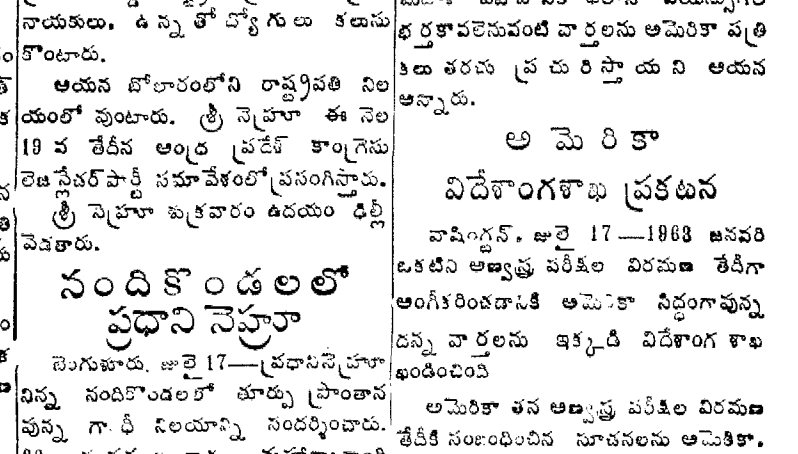 నాయకులు, ఉన్నతోద్యోగులు కలుసు
కొంటారు.
ఆయన బోలారంలోని రాష్ట్రపతి నిల
యంలో వుంటారు. శ్రీ నెహ్రూ ఈ నెల
19 వ తేదీన ఆంధ్ర ప్రదేశ్ కాంగ్రెసు
లెజిస్లేచర్ పార్టీ సమావేశంలో ప్రసంగిస్తారు.
శ్రీ నెహ్రూ శుక్రవారం ఉదయం ఢిల్లీ
వెడతారు.
నందికొండలలో
ప్రధాని నెహ్రూ
బెంగుళూరు, జులై 17—ప్రధాని నెహ్రూ
నిన్న నందికొండలలో తూర్పు ప్రాంతాన
వున్న గాంధీ నిలయాన్ని సందర్శించారు.
భర్తకావలెనువంటి వార్తలను అమెరికా పత్రి
కలు తరచు ప్రచురిస్తాయని ఆయన
అన్నారు.
అమెరికా
విదేశాంగశాఖ ప్రకటన
వాషింగ్టన్, జులై 17—1963 జనవరి
ఒకటిని అణ్వస్త్ర పరీక్షల విరమణ తేదీగా
అంగీకరించడానికి అమెరికా సిద్ధంగావున్న
దన్న వార్తలను ఇక్కడి విదేశాంగ శాఖ
ఖండించింది
అమెరికా తన అణ్వస్త్ర పరీక్షల విరమణ
తేదీకి సంబంధించిన సూచనలను అమెరికా,